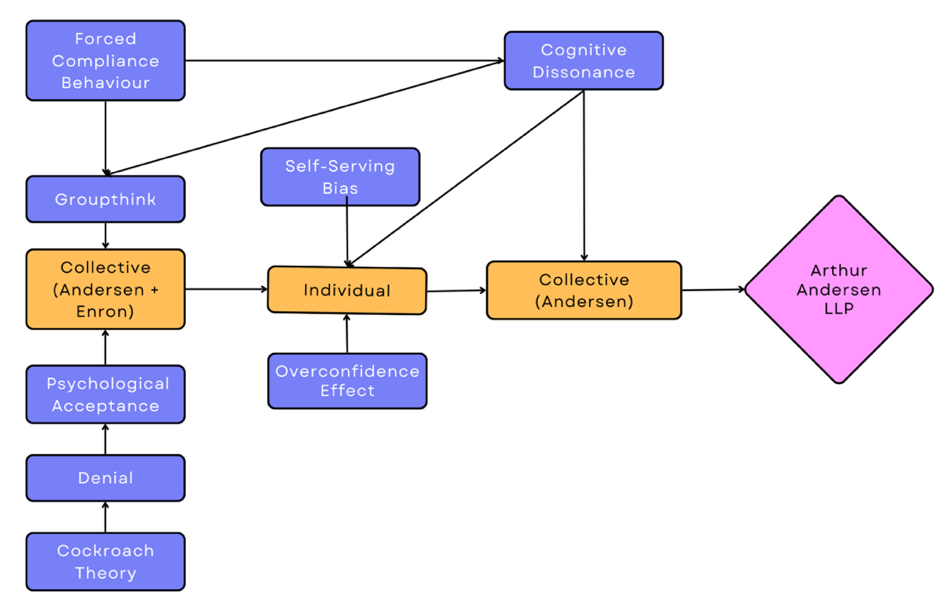 Forced
Compliance
Behaviour
Cognitive
Dissonance
Self-Serving
Bias
Groupthink
Collective
(Andersen +
Enron)
Individual
Collective
(Andersen)
Arthur
Andersen
LLP
Overconfidence
Effect
Psychological
Acceptance
Denial
Cockroach
Theory